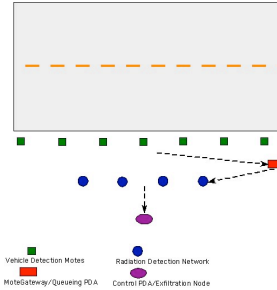 Vehicle Detection Motes
Radiation Detection Network
MoteGateway/Queueing PDA
Control PDA/Exfiltration Node